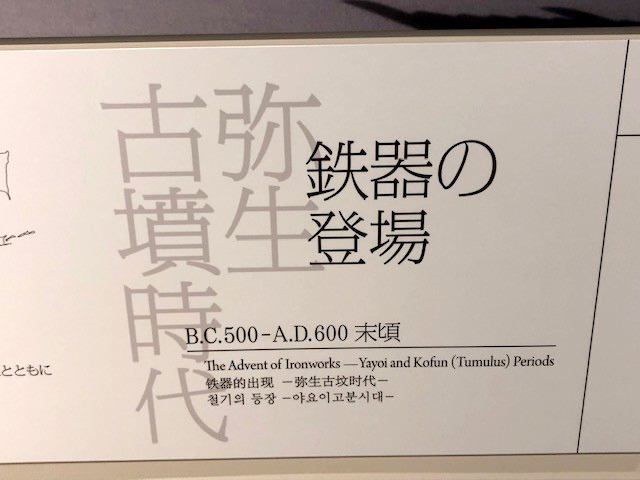 弥生
古墳時代
鉄器の
登場
B.C.500-A.D.600 末頃
The Advent of Ironworks —Yayoi and Kofun (Tumulus) Periods
铁器的出现 －弥生古坟时代－
철기의 등장 －야요이고분시대－
とともに